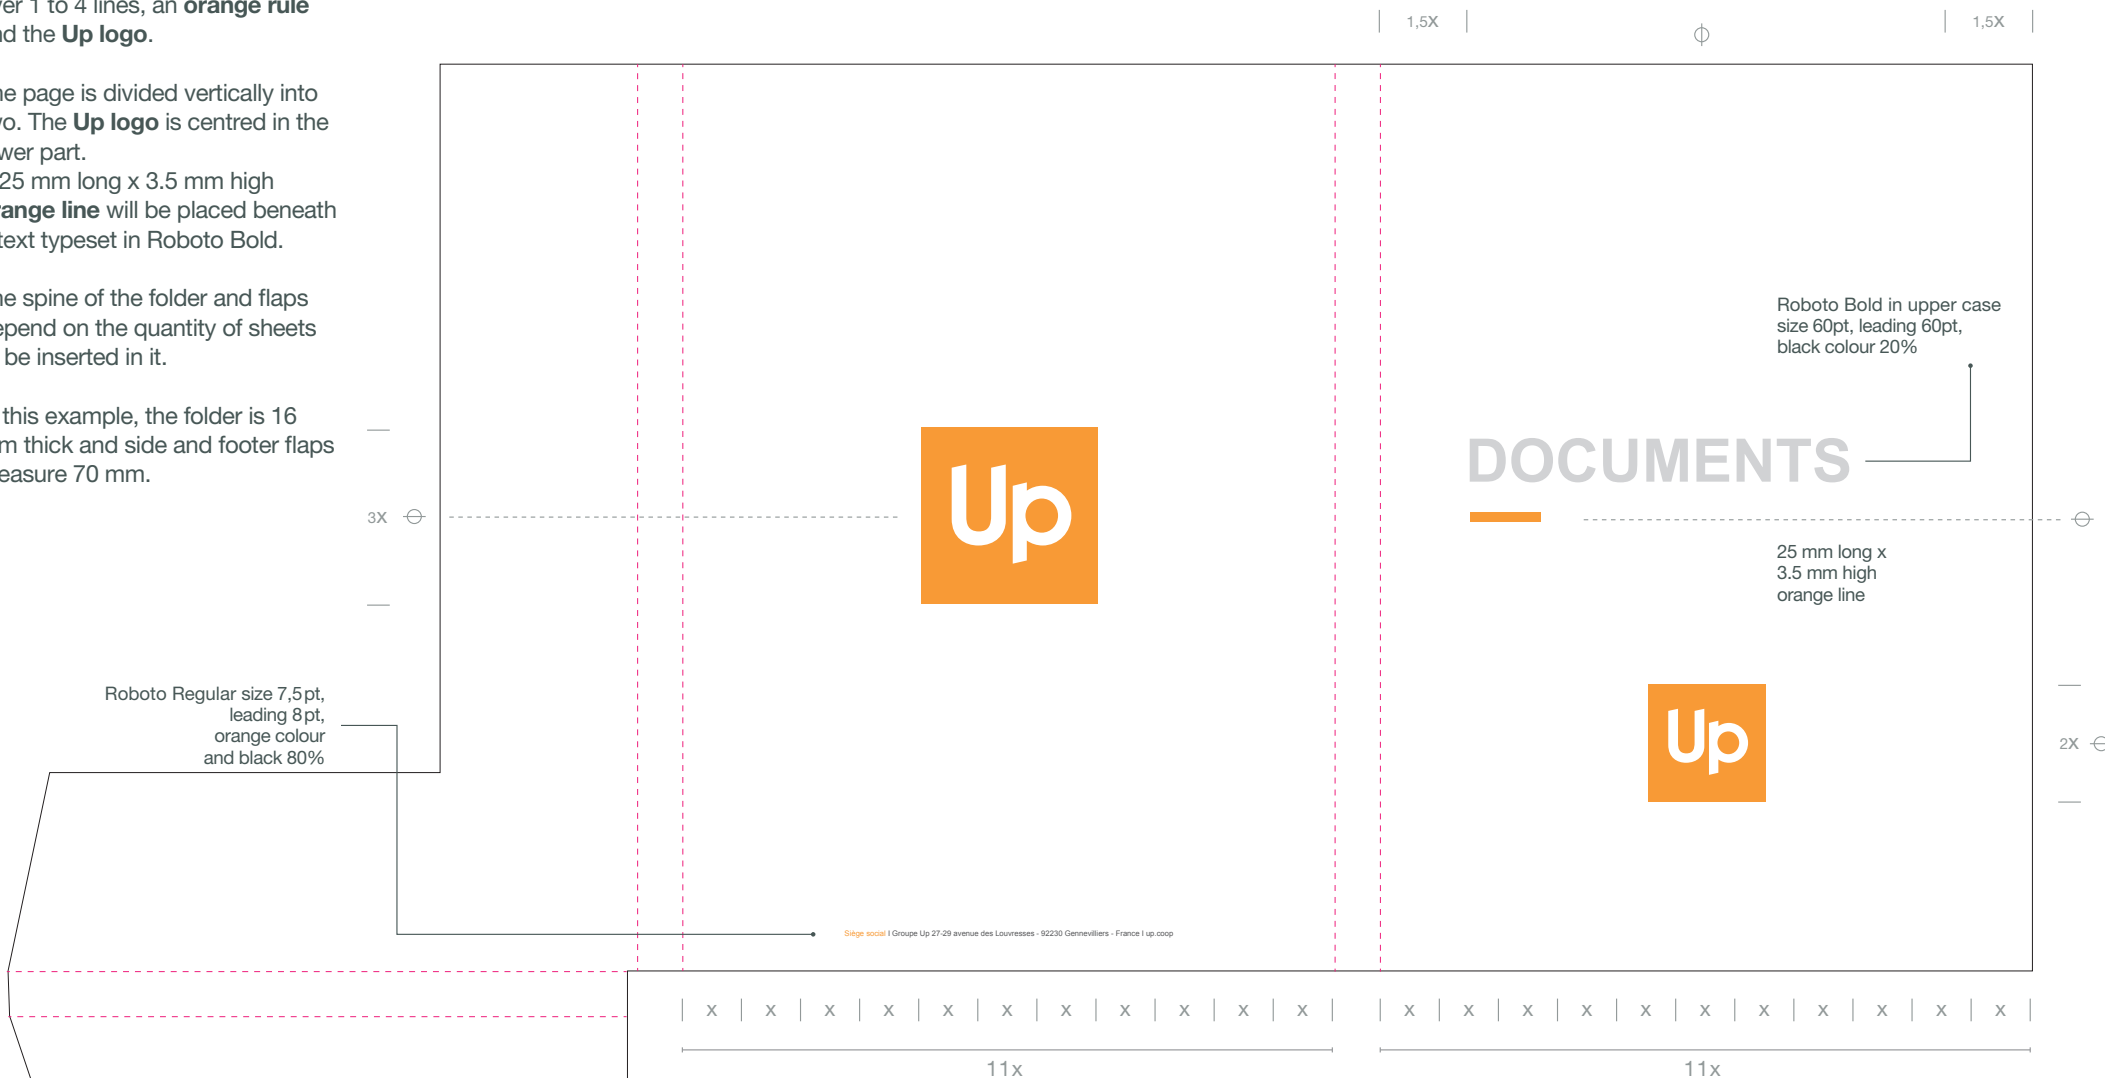 er 1 to 4 lines, an orange rule
d the Up logo.
e page is divided vertically into
o. The Up logo is centred in the
wer part.
25 mm long x 3.5 mm high
range line will be placed beneath
text typeset in Roboto Bold.
e spine of the folder and flaps
epend on the quantity of sheets
be inserted in it.
this example, the folder is 16
m thick and side and footer flaps
easure 70 mm.
1,5X
1,5X
Roboto Bold in upper case
size 60pt, leading 60pt,
black colour 20%
Up
DOCUMENTS
3X
25 mm long x
3.5 mm high
orange line
Roboto Regular size 7,5 pt,
leading 8 pt,
orange colour
and black 80%
Up
2X
Siège social I Groupe Up 27-29 avenue des Louvresses - 92230 Gennevilliers - France I up.coop
x x x x x x x x x x x
x x x x x x x x x x x
11x
11x